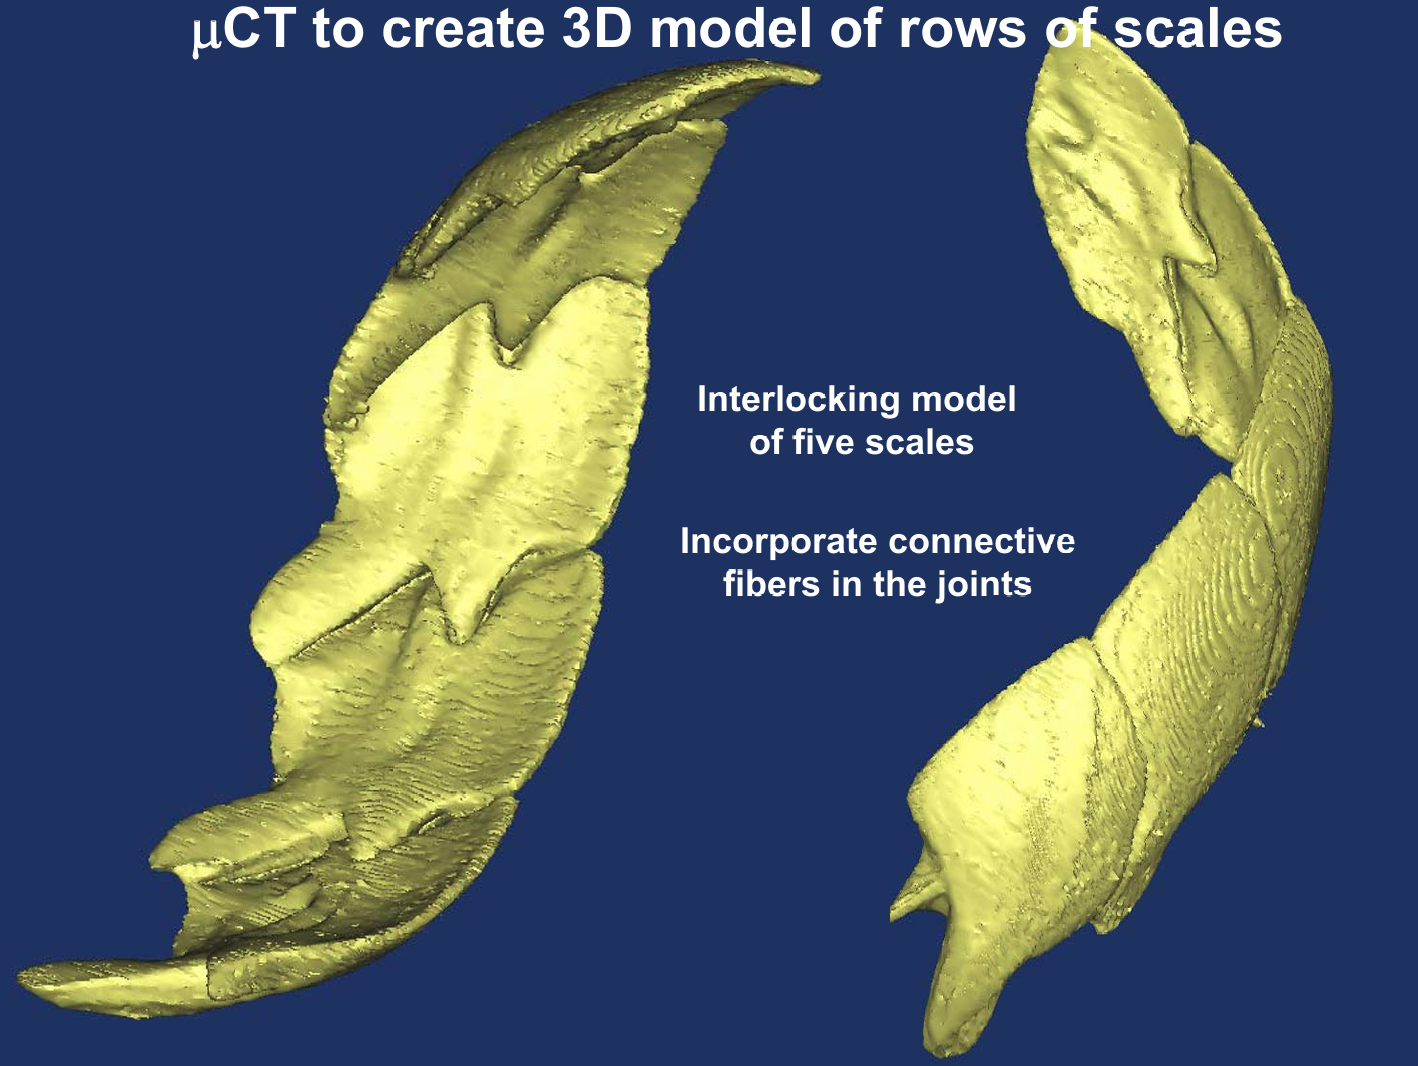 μCT to create 3D model of rows of scales
Interlocking model
of five scales
Incorporate connective
fibers in the joints